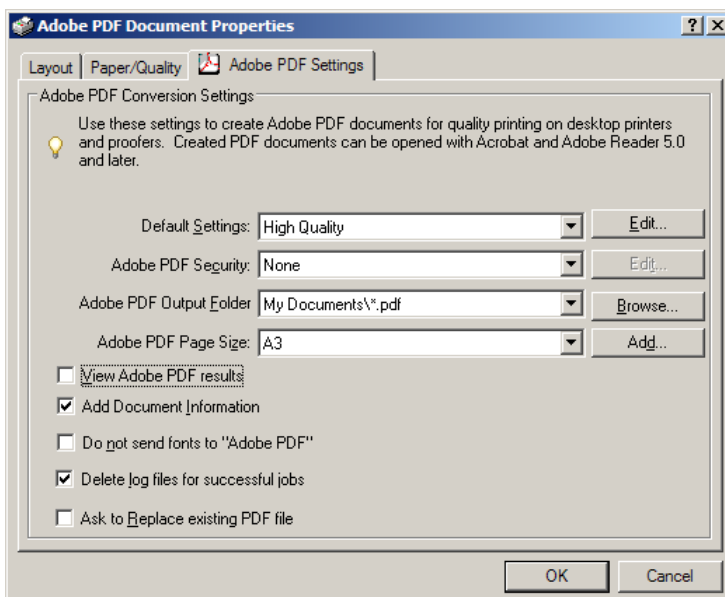 Adobe PDF Document Properties
Layout Paper/Quality Adobe PDF Settings
Adobe PDF Conversion Settings
Use these settings to create Adobe PDF documents for quality printing on desktop printers
and proofers. Created PDF documents can be opened with Acrobat and Adobe Reader 5.0
and later.
Default Settings: High Quality Edit...
Adobe PDF Security: None Edit...
Adobe PDF Output Folder My Documents\*.pdf Browse...
Adobe PDF Page Size: A3 Add...
View Adobe PDF results
Add Document Information
Do not send fonts to "Adobe PDF"
Delete log files for successful jobs
Ask to Replace existing PDF file
OK Cancel